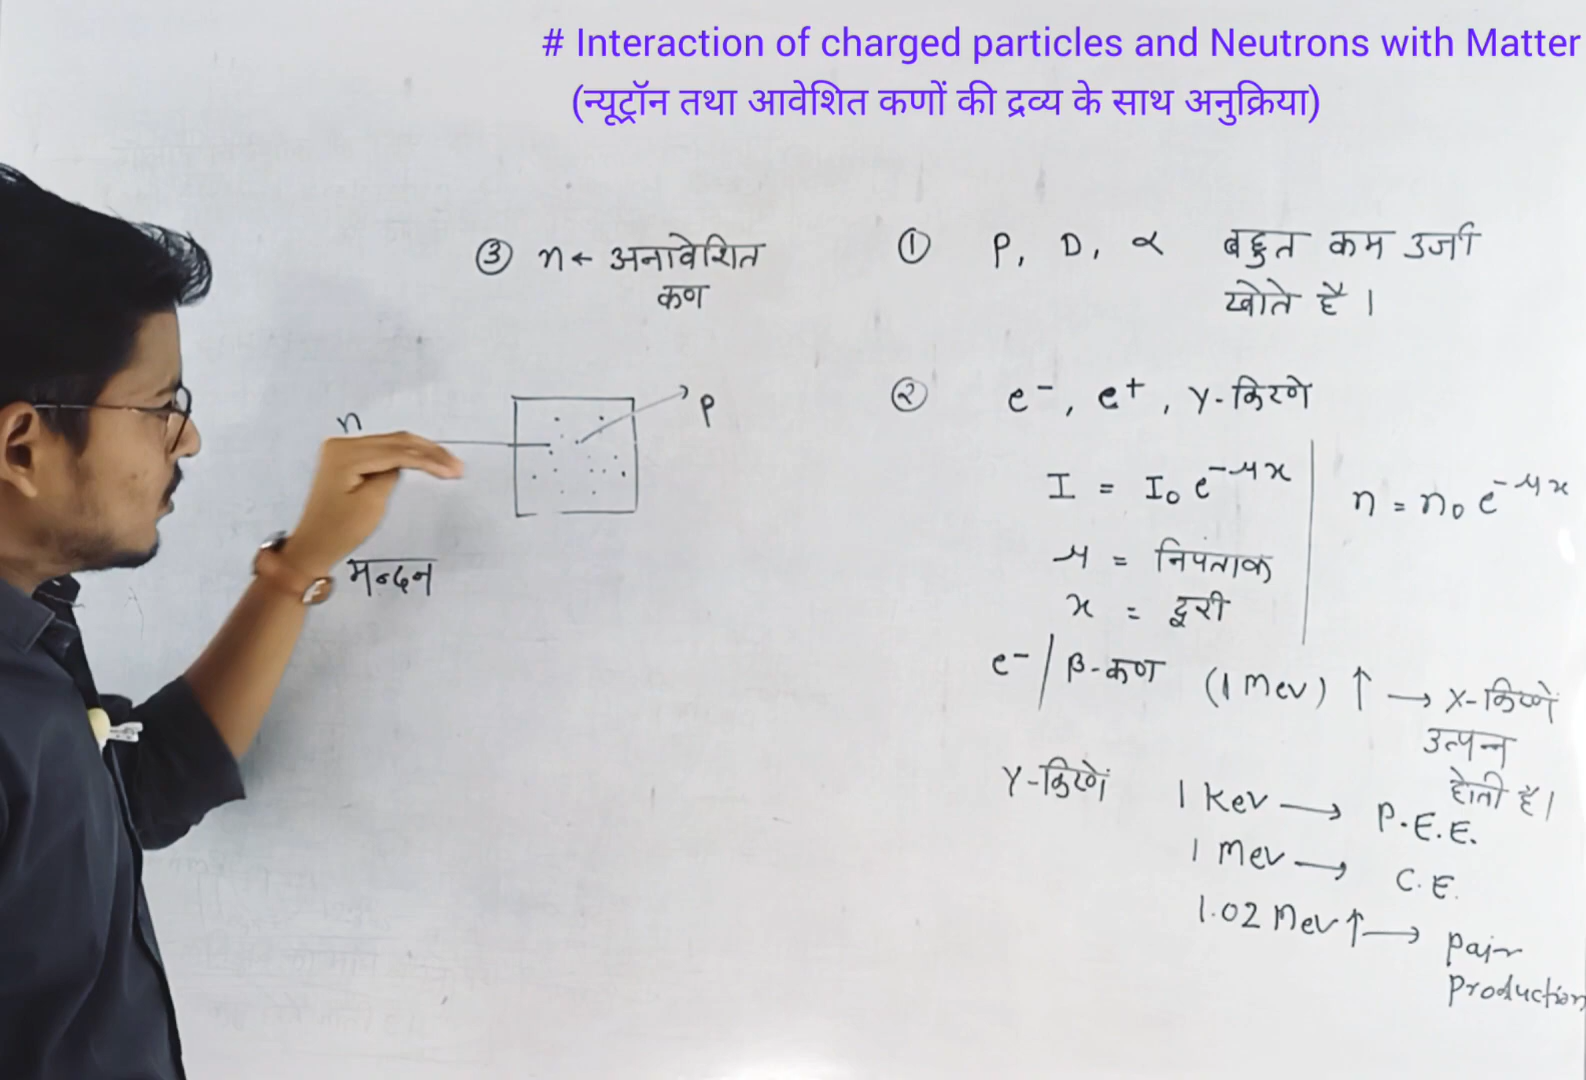 # Interaction of charged particles and Neutrons with Matter
(न्यूट्रॉन तथा आवेशित कणों की द्रव्य के साथ अनुक्रिया)
① P, D, α बहुत कम उर्जा
खोते है ।
② e⁻, e⁺, γ-किरणे
I = I₀ e^-μx
n = n₀ e^-μx
μ = नियंताक
x = दूरी
e⁻/β-कण (1 Mev) ↑ → X-किरणे
उत्पन्न
होती है।
γ-किरणें 1 Kev → P.E.E.
1 Mev → C.E.
1.02 Mev ↑ → Pair
Production
③ n ← अनावेशित
कण
n
P
मन्दन